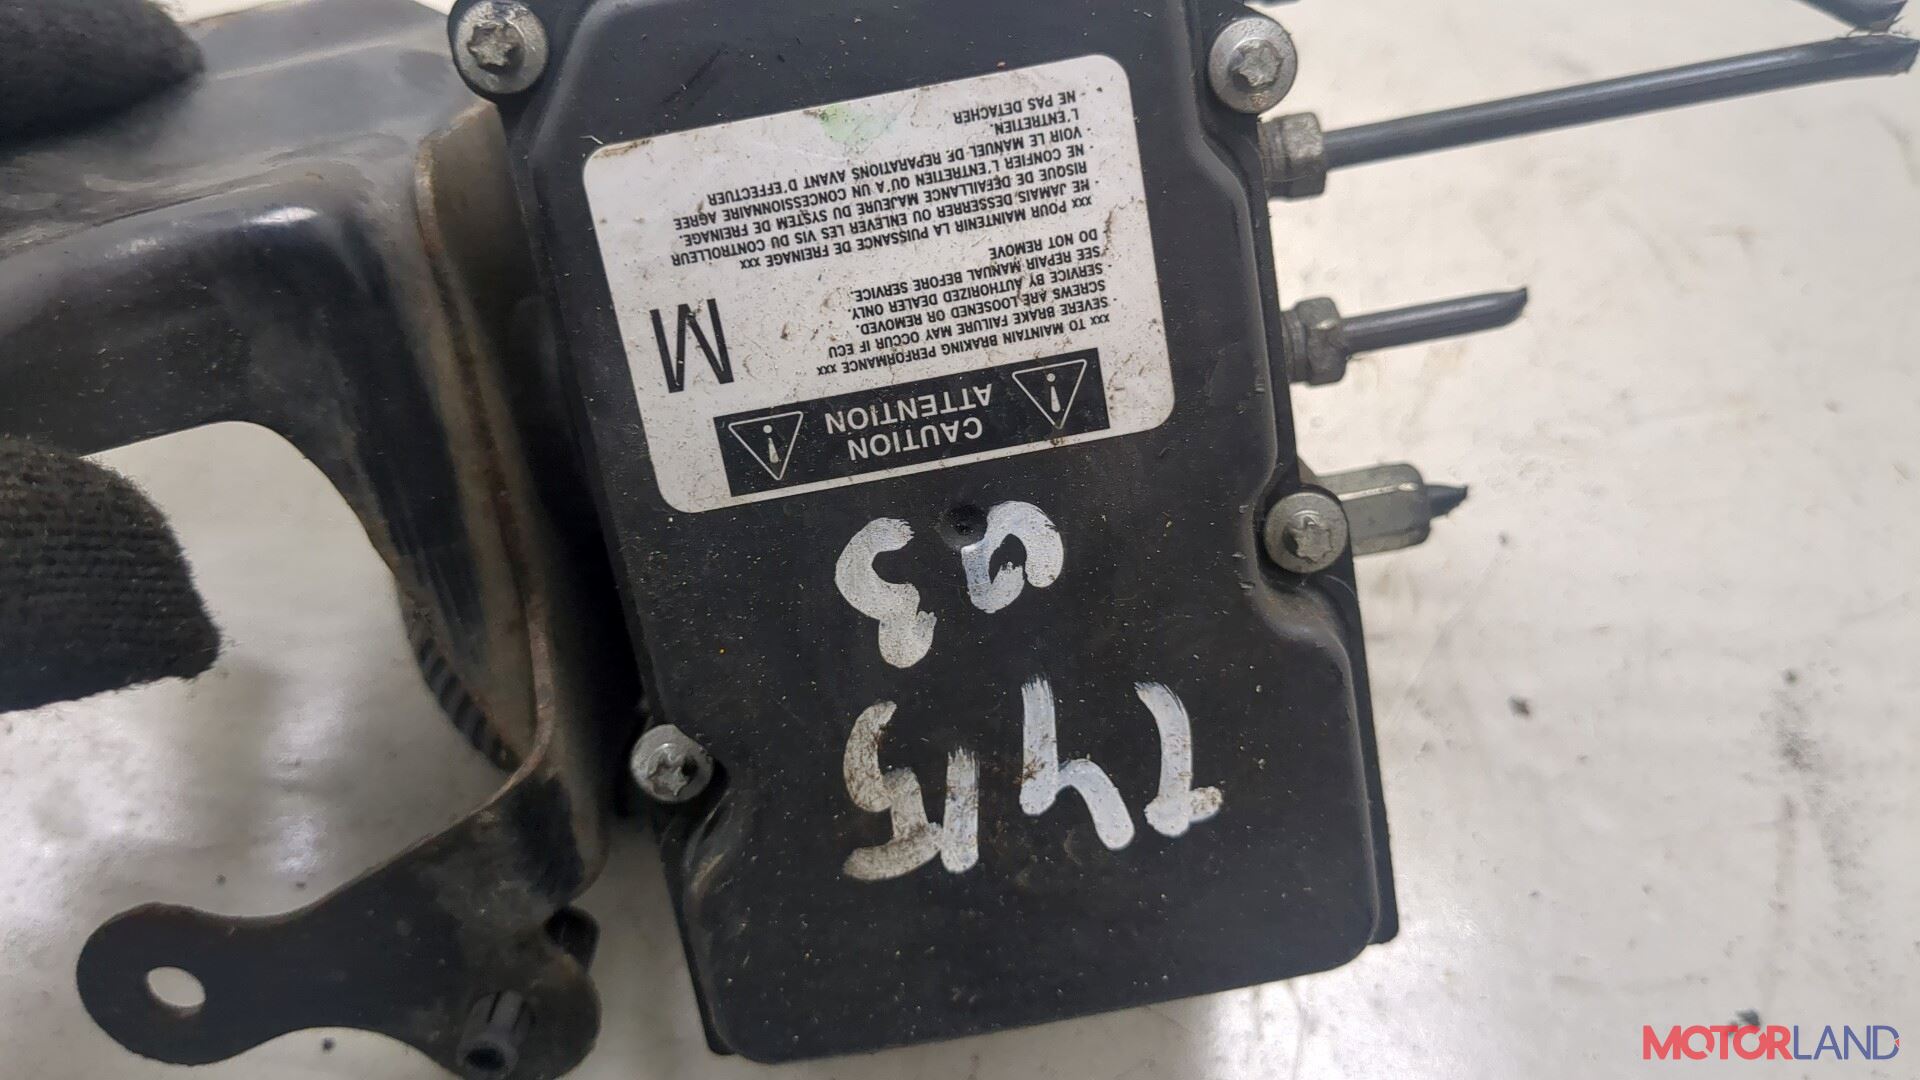 CAUTION
ATTENTION
xxx TO MAINTAIN BRAKING PERFORMANCE xxx
- SEVERE BRAKE FAILURE MAY OCCUR IF ECU
SCREWS ARE LOOSENED OR REMOVED.
- SERVICE BY AUTHORIZED DEALER ONLY.
- SEE REPAIR MANUAL BEFORE SERVICE.
- DO NOT REMOVE
M
xxx POUR MAINTENIR LA PUISSANCE DE FREINAGE xxx
- NE JAMAIS DESSERRER OU ENLEVER LES VIS DU CONTROLLEUR
RISQUE DE DEFAILLANCE MAJEURE DU SYSTEM DE FREINAGE.
- NE CONFIER L'ENTRETIEN QU'A UN CONCESSIONNAIRE AGREE
- VOIR LE MANUEL DE REPARATIONS AVANT D'EFFECTUER
L'ENTRETIEN.
- NE PAS DETACHER
MOTORLAND